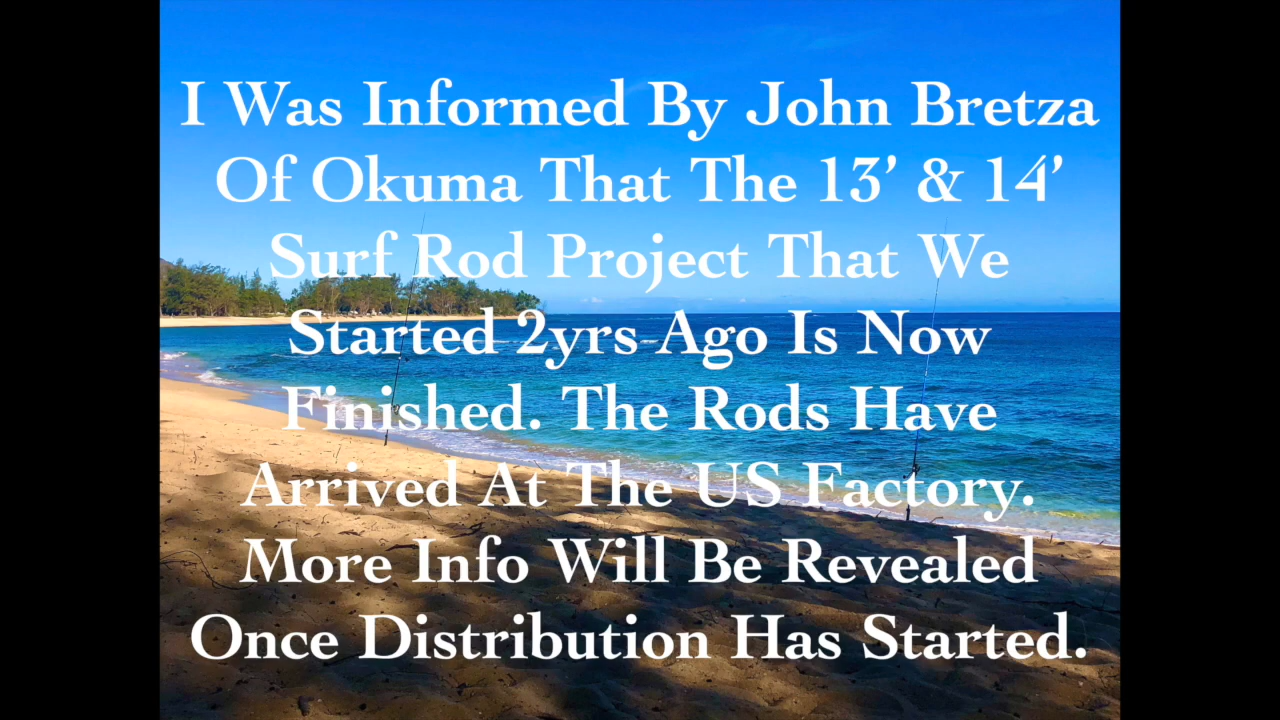 I Was Informed By John Bretza
Of Okuma That The 13’ & 14’
Surf Rod Project That We
Started 2yrs Ago Is Now
Finished. The Rods Have
Arrived At The US Factory.
More Info Will Be Revealed
Once Distribution Has Started.